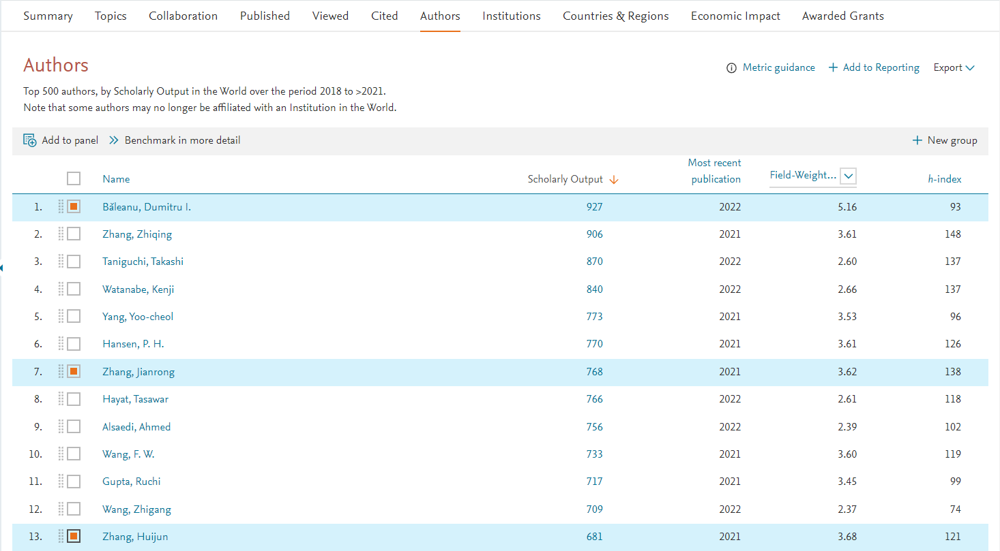 Summary Topics Collaboration Published Viewed Cited Authors Institutions Countries & Regions Economic Impact Awarded Grants
Authors
Metric guidance + Add to Reporting Export
Top 500 authors, by Scholarly Output in the World over the period 2018 to >2021.
Note that some authors may no longer be affiliated with an Institution in the World.
Add to panel Benchmark in more detail + New group
Name Scholarly Output Most recent publication Field-Weight... h-index
1. Băleanu, Dumitru I. 927 2022 5.16 93
2. Zhang, Zhiqing 906 2021 3.61 148
3. Taniguchi, Takashi 870 2022 2.60 137
4. Watanabe, Kenji 840 2022 2.66 137
5. Yang, Yoo-cheol 773 2021 3.53 96
6. Hansen, P. H. 770 2021 3.61 126
7. Zhang, Jianrong 768 2021 3.62 138
8. Hayat, Tasawar 766 2022 2.61 118
9. Alsaedi, Ahmed 756 2022 2.39 102
10. Wang, F. W. 733 2021 3.60 119
11. Gupta, Ruchi 717 2021 3.45 99
12. Wang, Zhigang 709 2022 2.37 74
13. Zhang, Huijun 681 2021 3.68 121